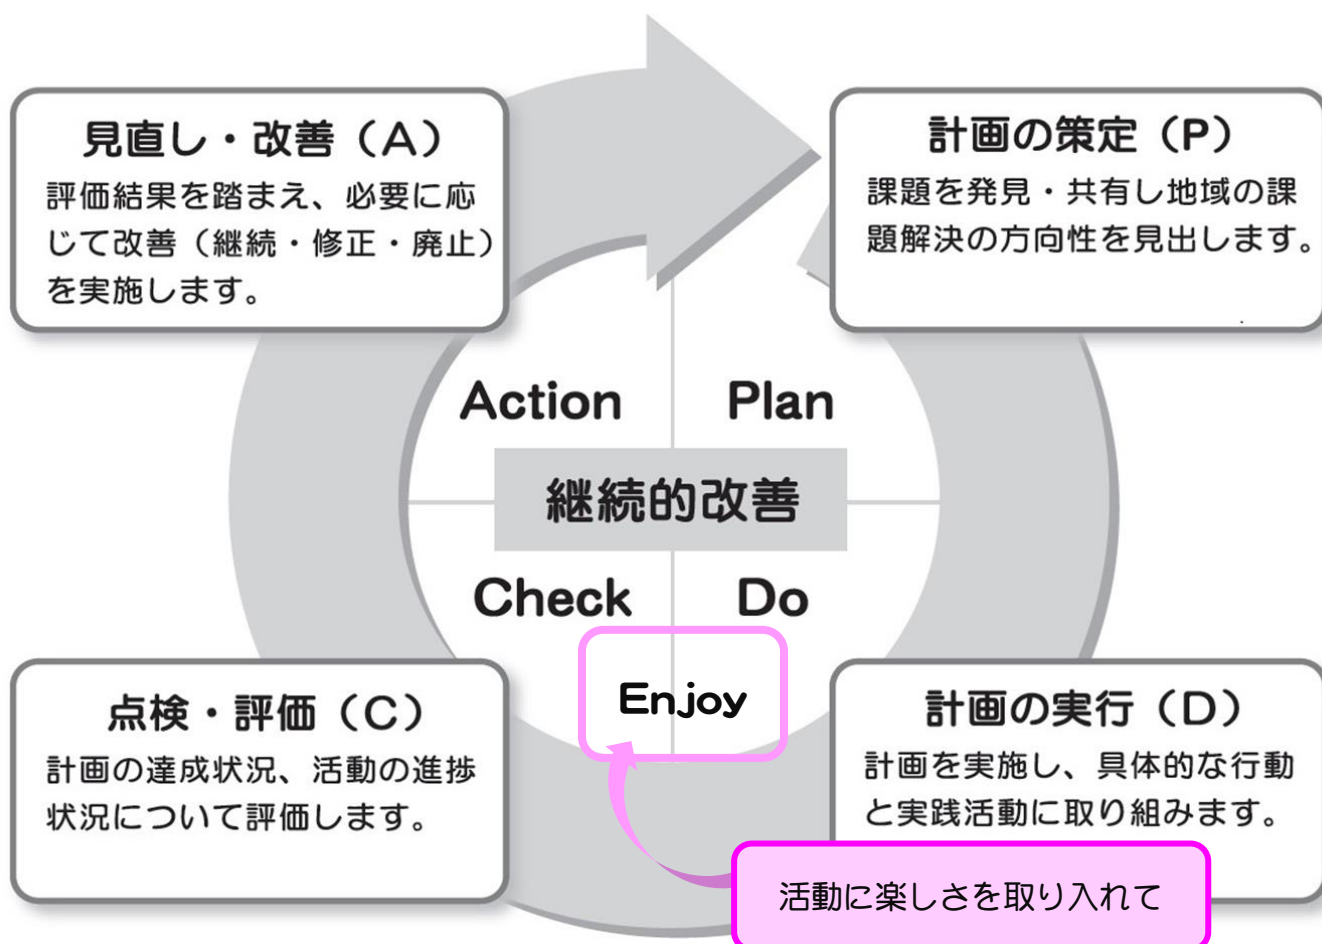 見直し・改善（A）
評価結果を踏まえ、必要に応
じて改善（継続・修正・廃止）
を実施します。
計画の策定（P）
課題を発見・共有し地域の課
題解決の方向性を見出します。
Action
Plan
継続的改善
Check
Do
Enjoy
点検・評価（C）
計画の達成状況、活動の進捗
状況について評価します。
計画の実行（D）
計画を実施し、具体的な行動
と実践活動に取り組みます。
活動に楽しさを取り入れて